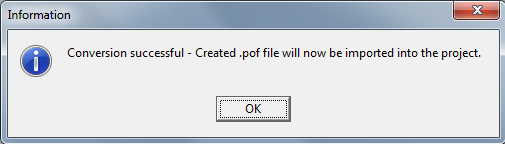 Information
Conversion successful - Created .pof file will now be imported into the project.
OK